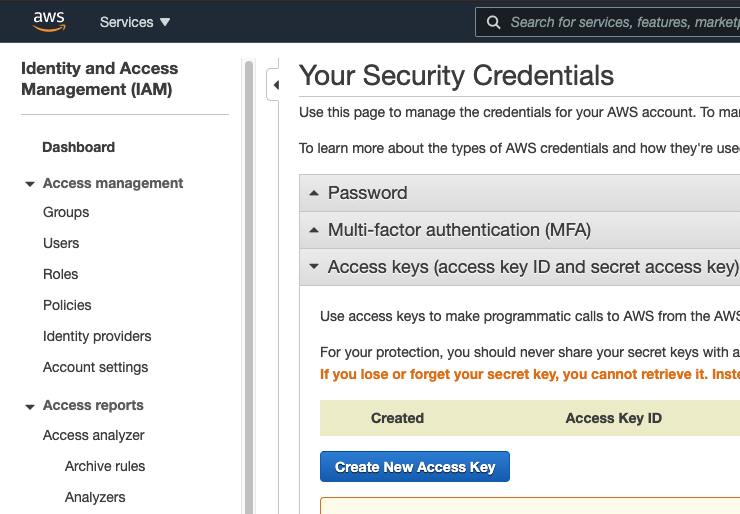 aws
Services
Search for services, features, market
Identity and Access
Management (IAM)
Dashboard
Access management
Groups
Users
Roles
Policies
Identity providers
Account settings
Access reports
Access analyzer
Archive rules
Analyzers
Your Security Credentials
Use this page to manage the credentials for your AWS account. To
To learn more about the types of AWS credentials and how they're use
Password
Multi-factor authentication (MFA)
Access keys (access key ID and secret access key)
Use access keys to make programmatic calls to AWS from the AWS
For your protection, you should never share your secret keys with a
If you lose or forget your secret key, you cannot retrieve it. Inste
Created
Access Key ID
Create New Access Key